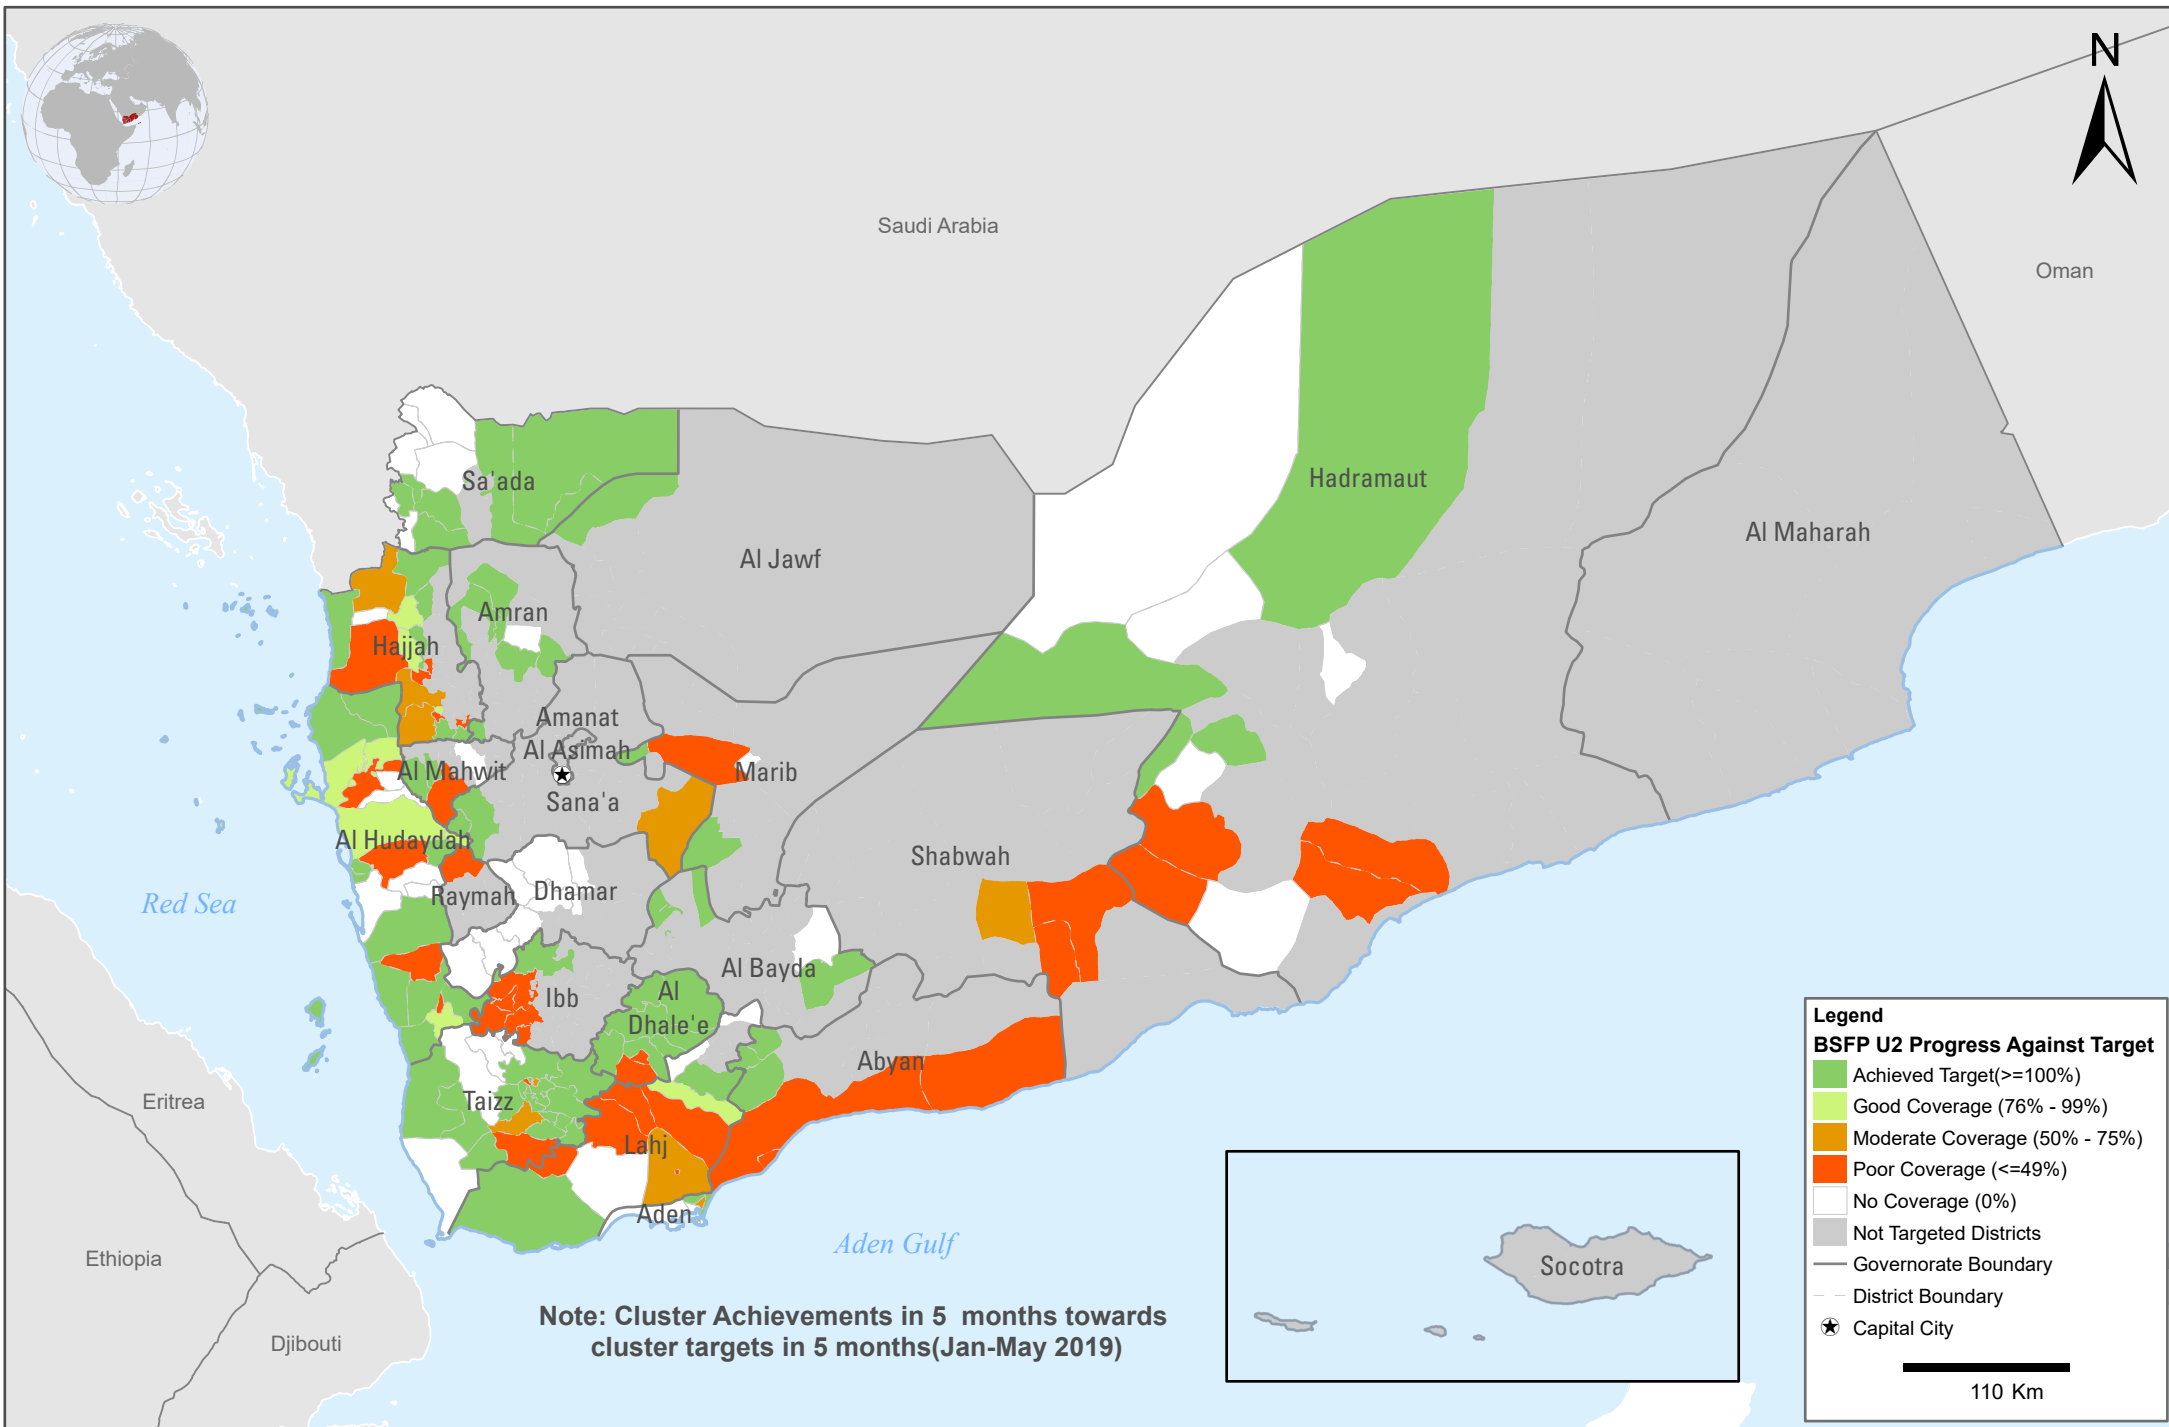 N
Saudi Arabia
Oman
Hadramaut
Sa'ada
Al Maharah
Al Jawf
Amran
Hajjah
Amanat
Al Asimah
Al Mahwit
Marib
Sana'a
Al Hudaydah
Shabwah
Dhamar
Raymah
Red Sea
Al Bayda
Ibb
Al
Dhale'e
Abyan
Taizz
Eritrea
Lahj
Aden
Aden Gulf
Ethiopia
Djibouti
Socotra
Note: Cluster Achievements in 5 months towards
cluster targets in 5 months(Jan-May 2019)
Legend
BSFP U2 Progress Against Target
Achieved Target(>=100%)
Good Coverage (76% - 99%)
Moderate Coverage (50% - 75%)
Poor Coverage (<=49%)
No Coverage (0%)
Not Targeted Districts
Governorate Boundary
District Boundary
Capital City
110 Km